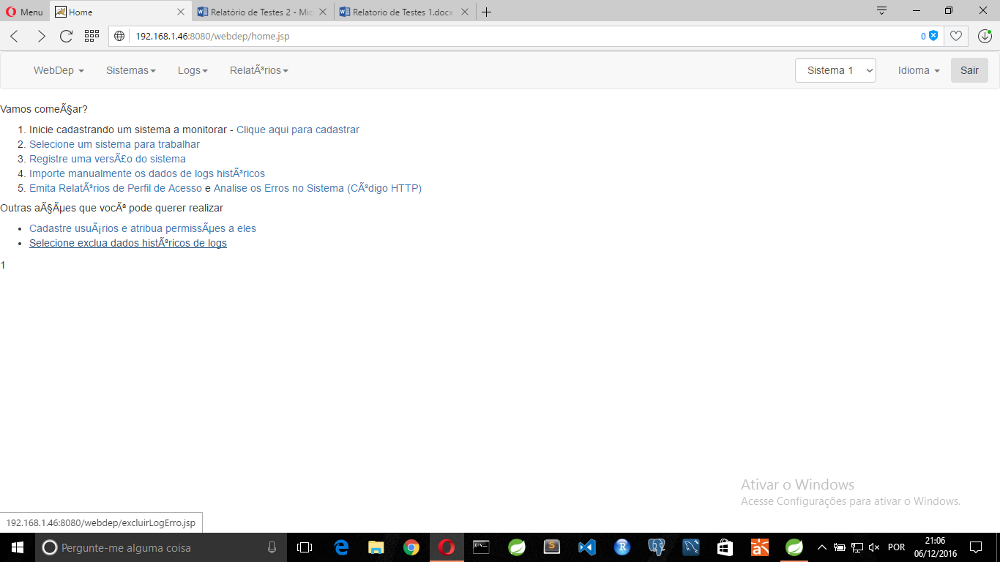 Menu
Home
Relatório de Testes 2 - Mic
Relatorio de Testes 1.docx
192.168.1.46:8080/webdep/home.jsp
0
WebDep
Sistemas
Logs
RelatÃ³rios
Sistema 1
Idioma
Sair
Vamos comeÃ§ar?
1. Inicie cadastrando um sistema a monitorar - Clique aqui para cadastrar
2. Selecione um sistema para trabalhar
3. Registre uma versÃ£o do sistema
4. Importe manualmente os dados de logs histÃ³ricos
5. Emita RelatÃ³rios de Perfil de Acesso e Analise os Erros no Sistema (CÃ³digo HTTP)
Outras aÃ§Ãµes que vocÃª pode querer realizar
• Cadastre usuÃ¡rios e atribua permissÃµes a eles
• Selecione exclua dados histÃ³ricos de logs
1
Ativar o Windows
Acesse Configurações para ativar o Windows.
192.168.1.46:8080/webdep/excluirLogErro.jsp
Pergunte-me alguma coisa
POR
21:06
06/12/2016